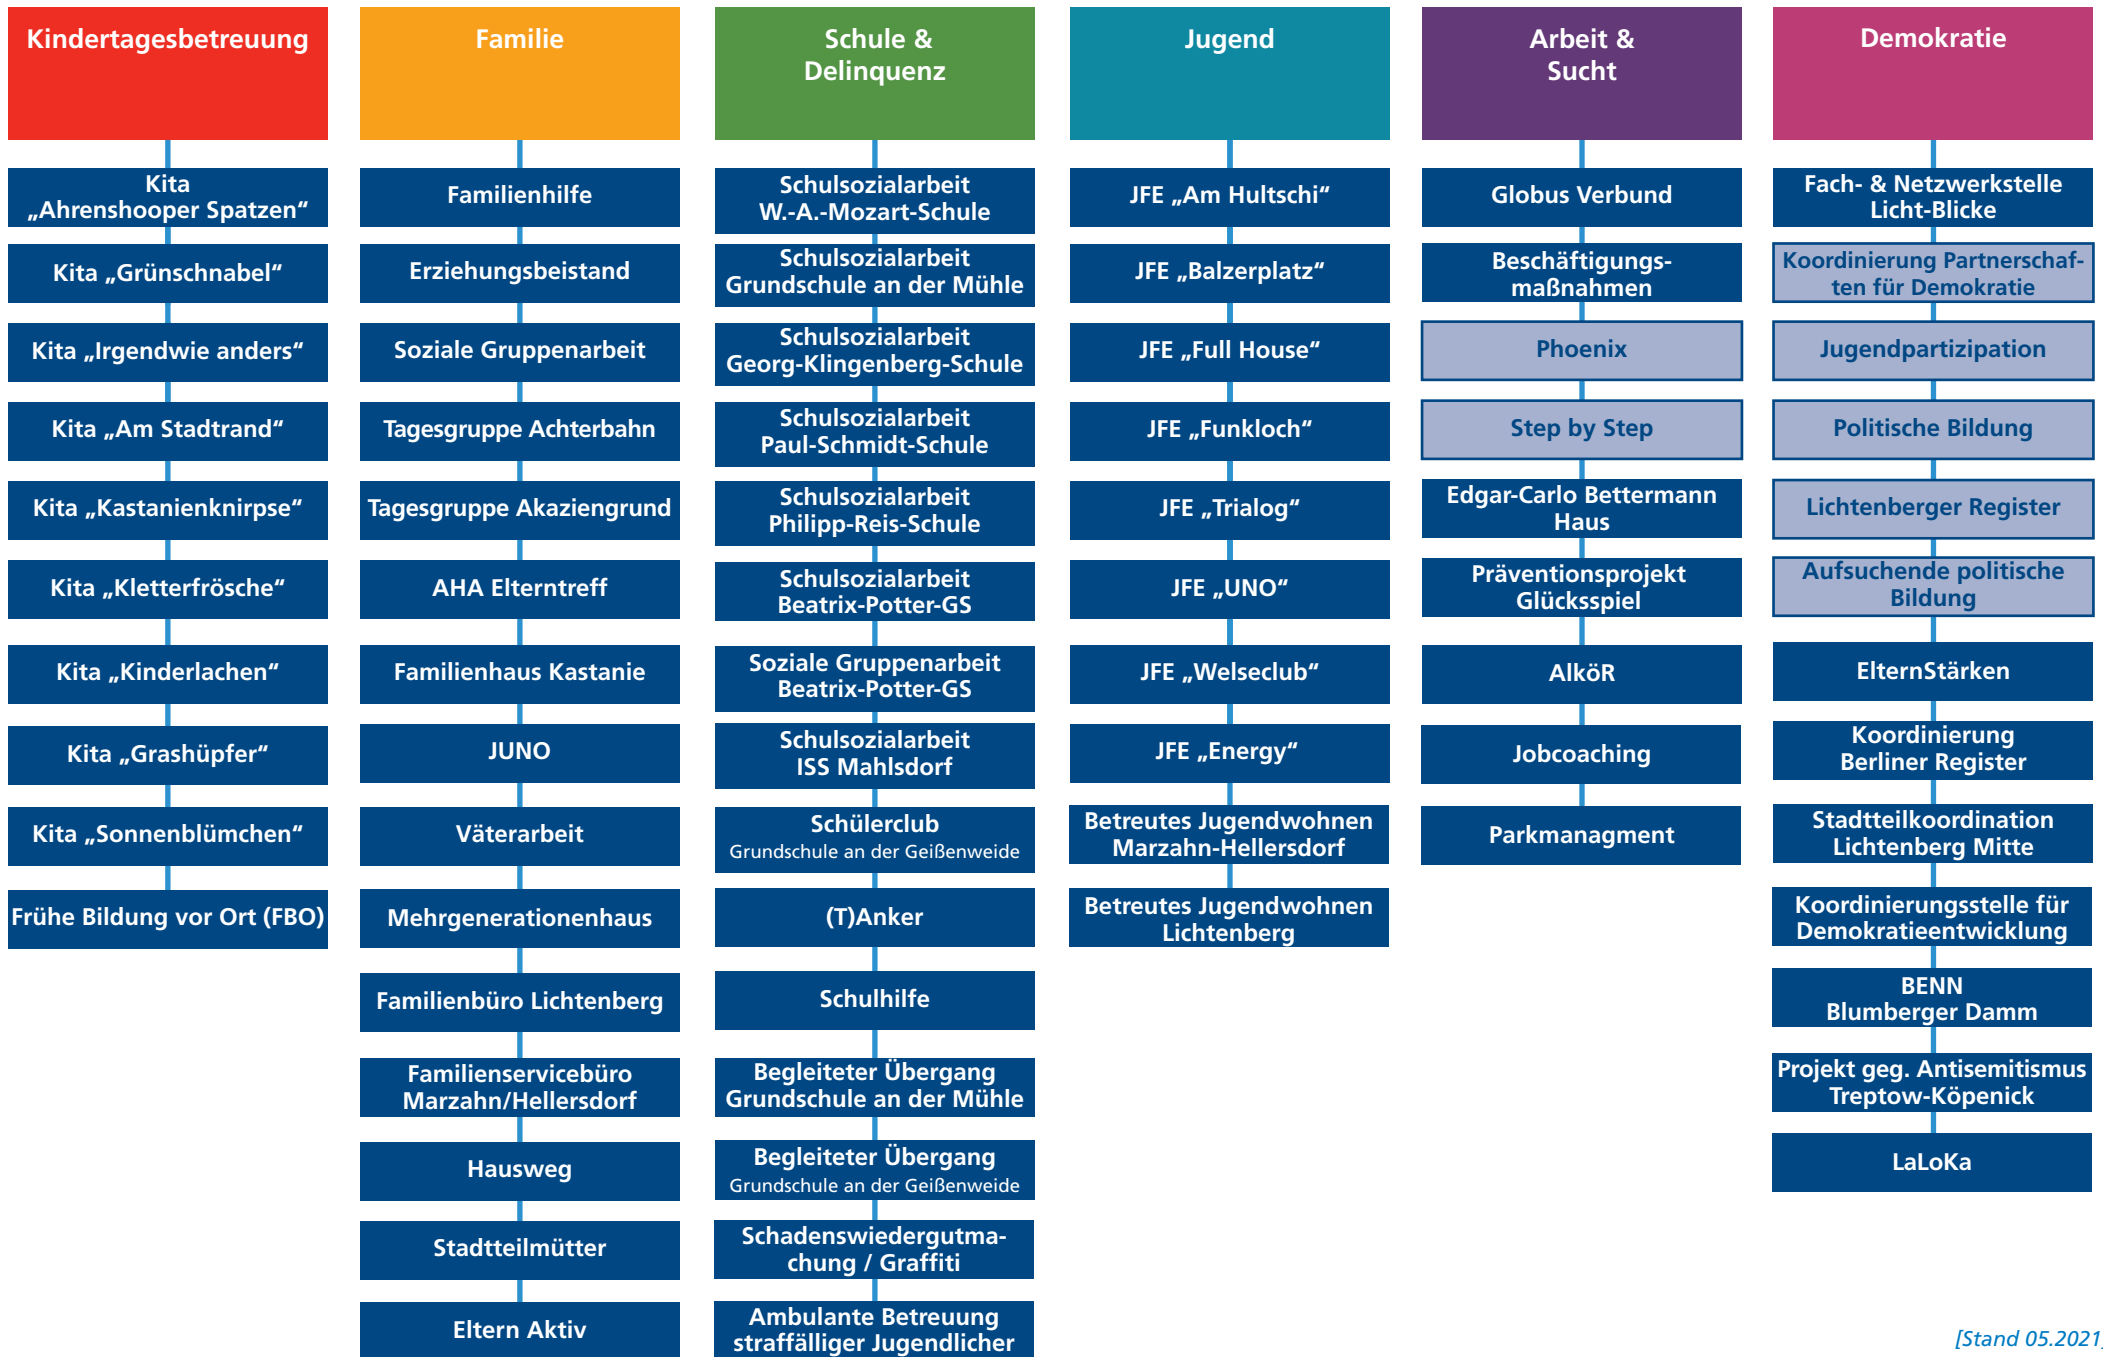 Kindertagesbetreuung
Kita
„Ahrenshooper Spatzen“
Kita „Grünschnabel“
Kita „Irgendwie anders“
Kita „Am Stadtrand“
Kita „Kastanienknirpse“
Kita „Kletterfrösche“
Kita „Kinderlachen“
Kita „Grashüpfer“
Kita „Sonnenblümchen“
Frühe Bildung vor Ort (FBO)
Familie
Familienhilfe
Erziehungsbeistand
Soziale Gruppenarbeit
Tagesgruppe Achterbahn
Tagesgruppe Akaziengrund
AHA Elterntreff
Familienhaus Kastanie
JUNO
Väterarbeit
Mehrgenerationenhaus
Familienbüro Lichtenberg
Familienservicebüro
Marzahn/Hellersdorf
Hausweg
Stadtteilmütter
Eltern Aktiv
Schule &
Delinquenz
Schulsozialarbeit
W.-A.-Mozart-Schule
Schulsozialarbeit
Grundschule an der Mühle
Schulsozialarbeit
Georg-Klingenberg-Schule
Schulsozialarbeit
Paul-Schmidt-Schule
Schulsozialarbeit
Philipp-Reis-Schule
Schulsozialarbeit
Beatrix-Potter-GS
Soziale Gruppenarbeit
Beatrix-Potter-GS
Schulsozialarbeit
ISS Mahlsdorf
Schülerclub
Grundschule an der Geißenweide
(T)Anker
Schulhilfe
Begleiteter Übergang
Grundschule an der Mühle
Begleiteter Übergang
Grundschule an der Geißenweide
Schadenswiedergutma-
chung / Graffiti
Ambulante Betreuung
straffälliger Jugendlicher
Jugend
JFE „Am Hultschi“
JFE „Balzerplatz“
JFE „Full House“
JFE „Funkloch“
JFE „Trialog“
JFE „UNO“
JFE „Welseclub“
JFE „Energy“
Betreutes Jugendwohnen
Marzahn-Hellersdorf
Betreutes Jugendwohnen
Lichtenberg
Arbeit &
Sucht
Globus Verbund
Beschäftigungs-
maßnahmen
Phoenix
Step by Step
Edgar-Carlo Bettermann
Haus
Präventionsprojekt
Glücksspiel
AlköR
Jobcoaching
Parkmanagment
Demokratie
Fach- & Netzwerkstelle
Licht-Blicke
Koordinierung Partnerschaf-
ten für Demokratie
Jugendpartizipation
Politische Bildung
Lichtenberger Register
Aufsuchende politische
Bildung
ElternStärken
Koordinierung
Berliner Register
Stadtteilkoordination
Lichtenberg Mitte
Koordinierungsstelle für
Demokratieentwicklung
BENN
Blumberger Damm
Projekt geg. Antisemitismus
Treptow-Köpenick
LaLoKa
[Stand 05.2021]